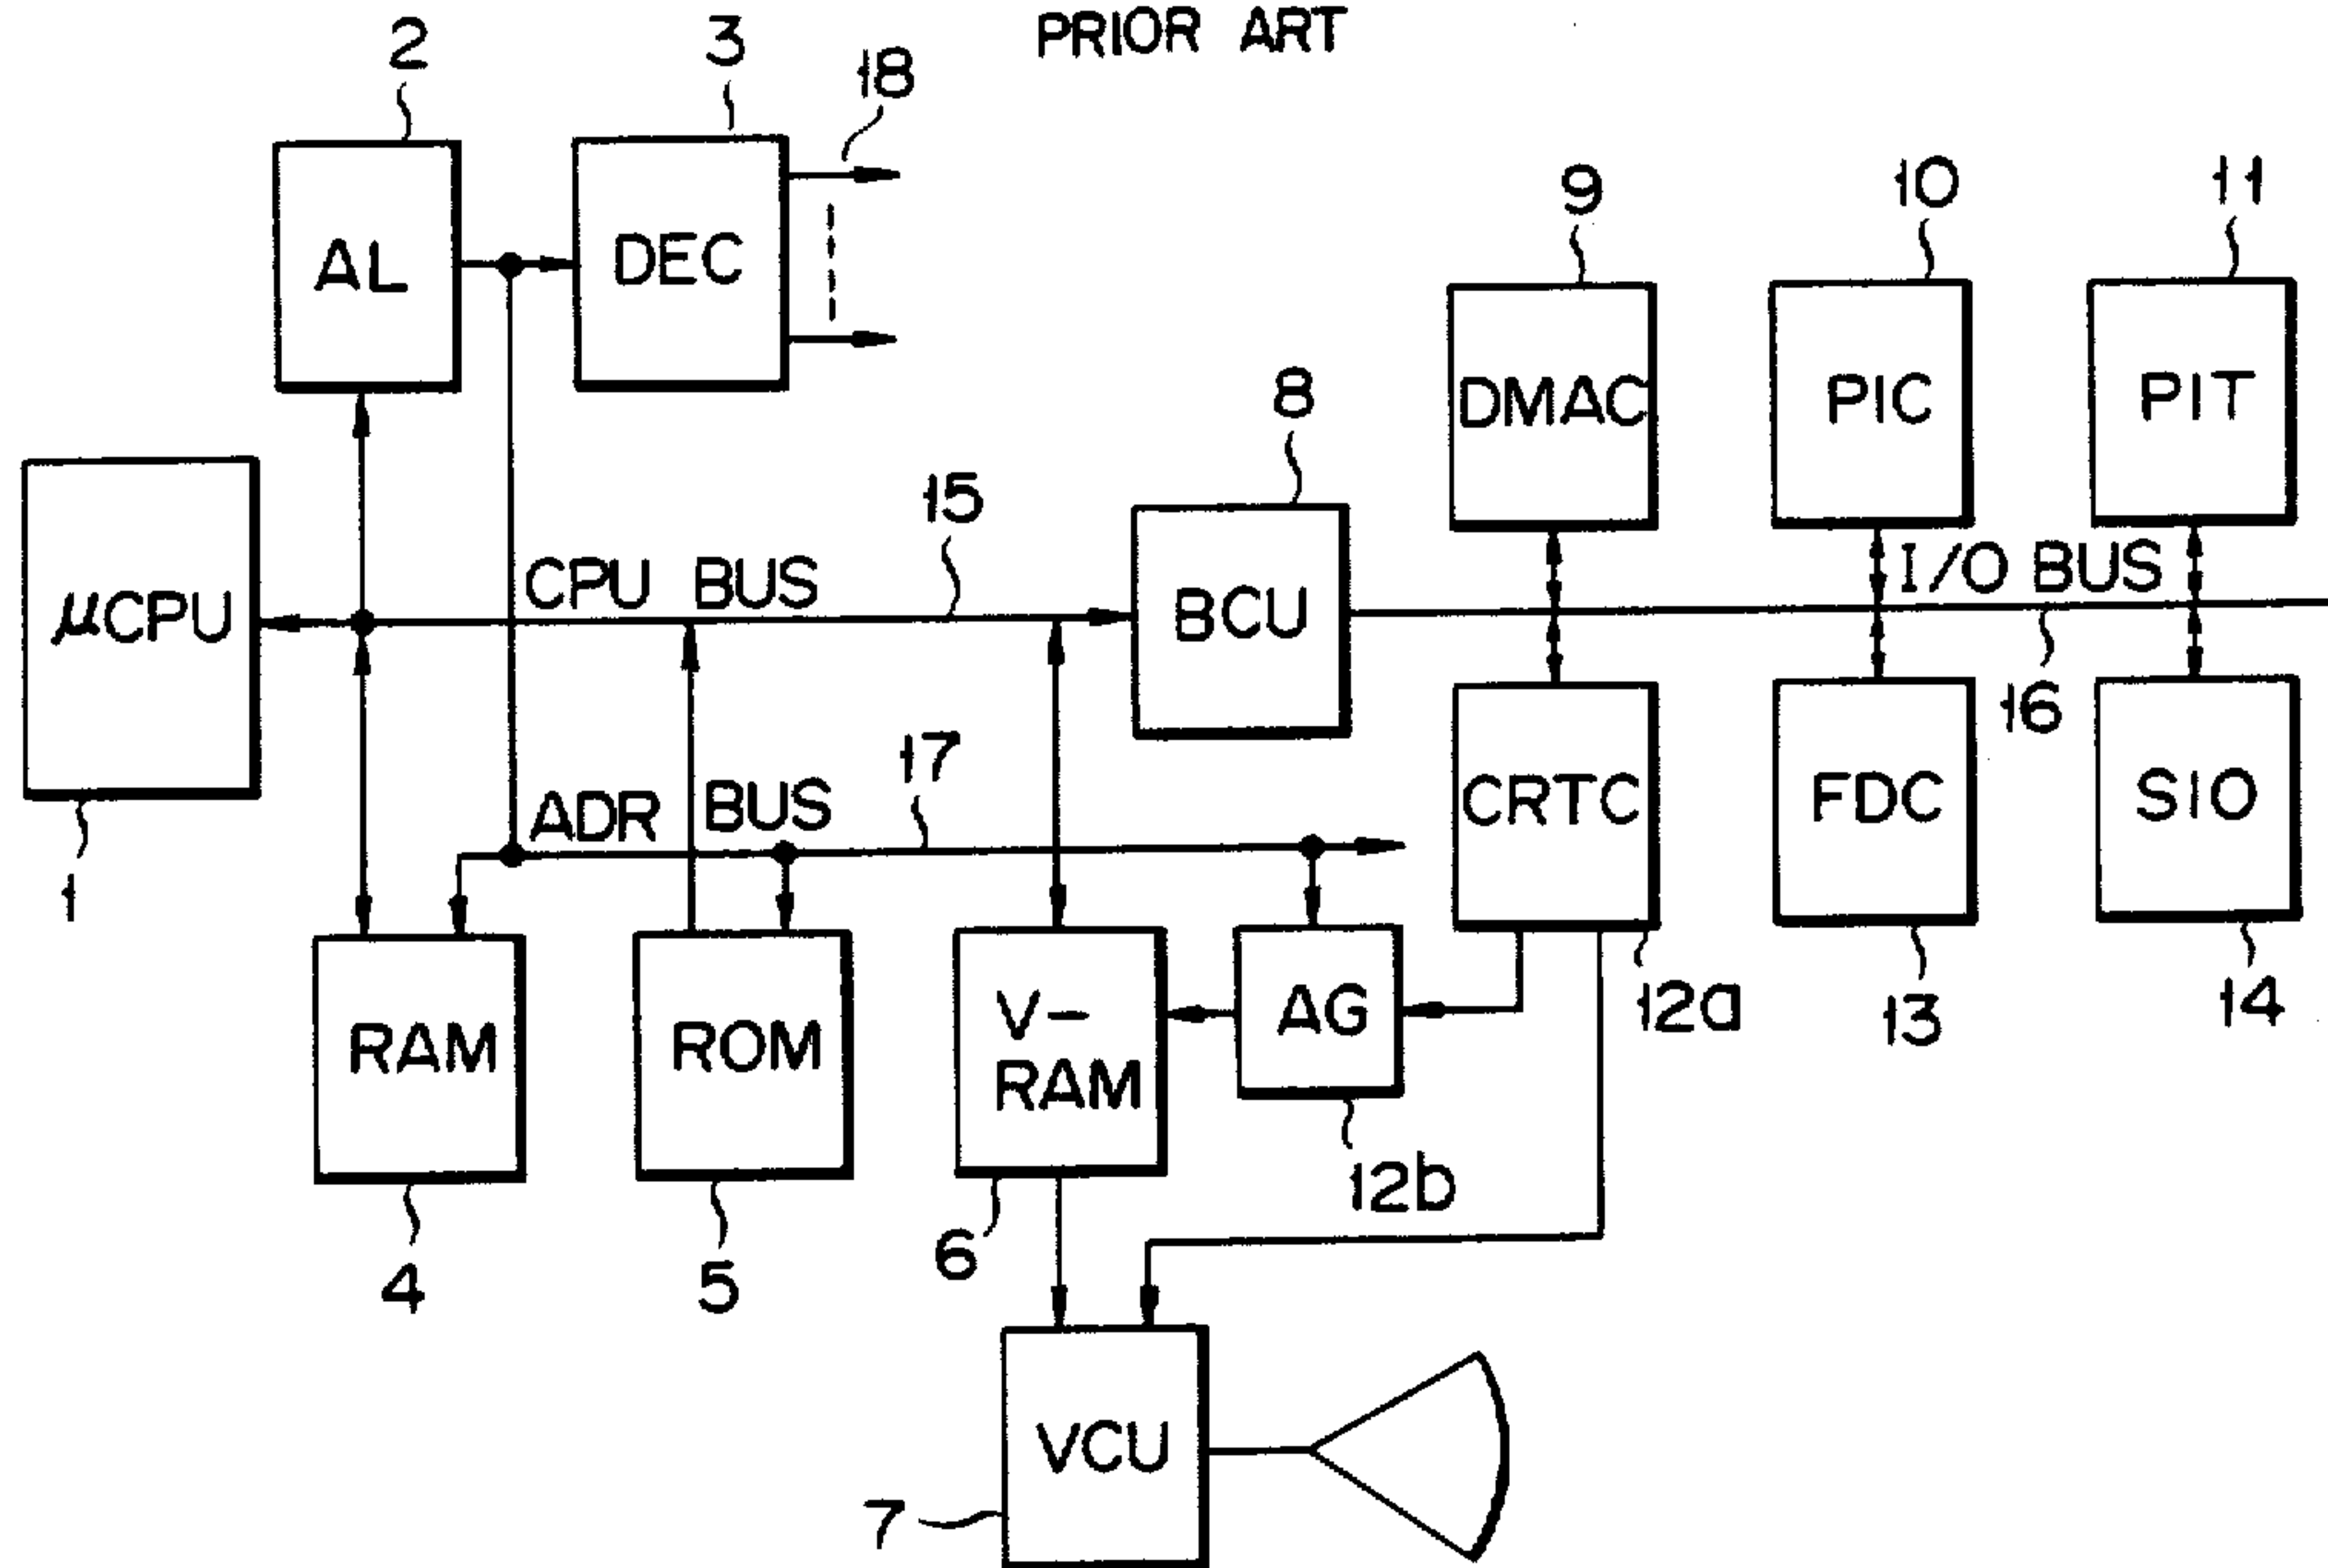 PRIOR ART
2
3
18
AL
DEC
9
10
11
DMAC
PIC
PIT
8
15
CPU BUS
I/O BUS
μCPU
BCU
16
17
ADR BUS
CRTC
FDC
SIO
1
12a
13
14
RAM
ROM
V-
RAM
AG
12b
4
5
6
VCU
7